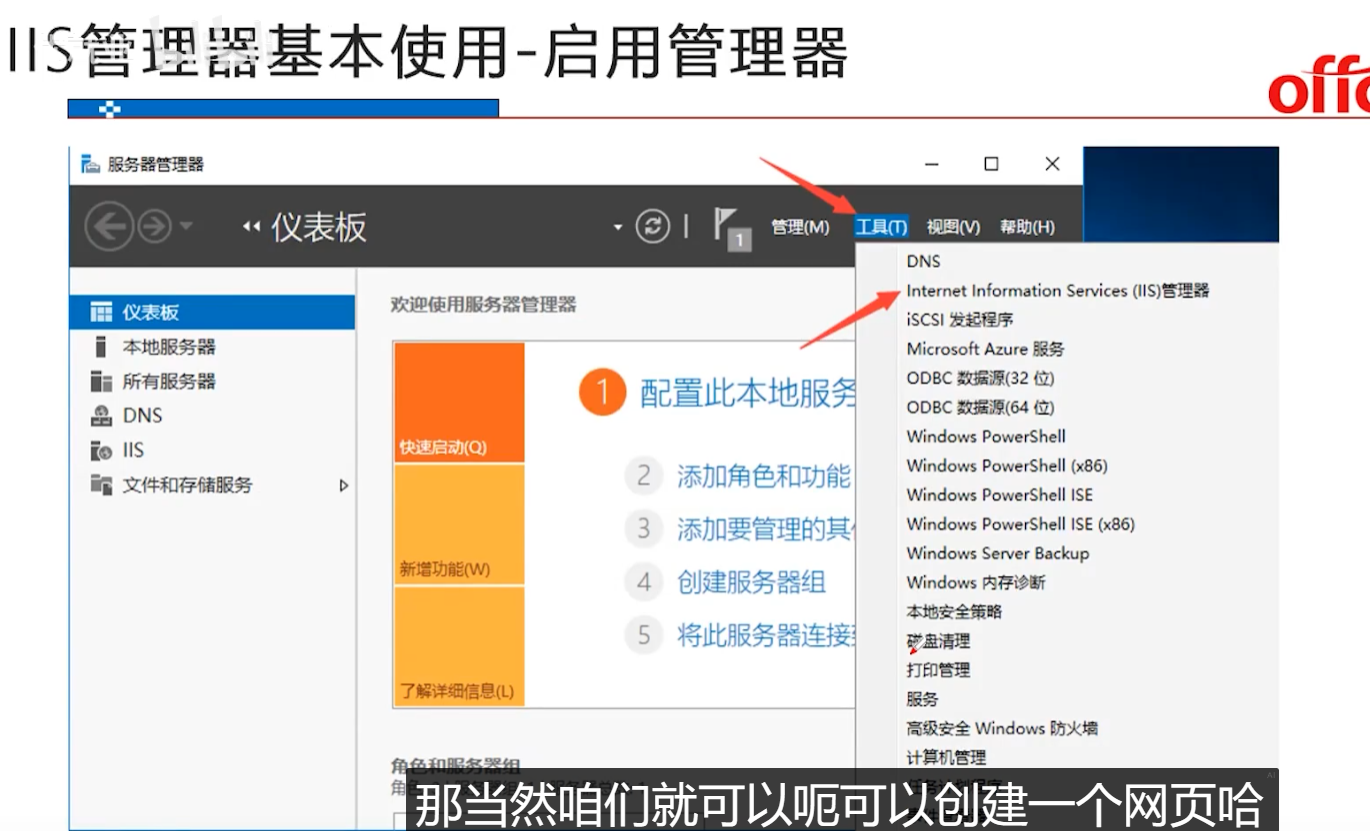 IIS管理器基本使用-启用管理器
offc
服务器管理器
仪表板
1
管理(M)
工具(T)
视图(V)
帮助(H)
DNS
Internet Information Services (IIS)管理器
iSCSI 发起程序
Microsoft Azure 服务
ODBC 数据源(32 位)
ODBC 数据源(64 位)
Windows PowerShell
Windows PowerShell (x86)
Windows PowerShell ISE
Windows PowerShell ISE (x86)
Windows Server Backup
Windows 内存诊断
本地安全策略
磁盘清理
打印管理
服务
高级安全 Windows 防火墙
计算机管理
任务计划程序
仪表板
本地服务器
所有服务器
DNS
IIS
文件和存储服务
欢迎使用服务器管理器
快速启动(Q)
新增功能(W)
了解详细信息(L)
1 配置此本地服务
2 添加角色和功能
3 添加要管理的其
4 创建服务器组
5 将此服务器连接
角色和服务器组
那当然咱们就可以呃可以创建一个网页哈
AI